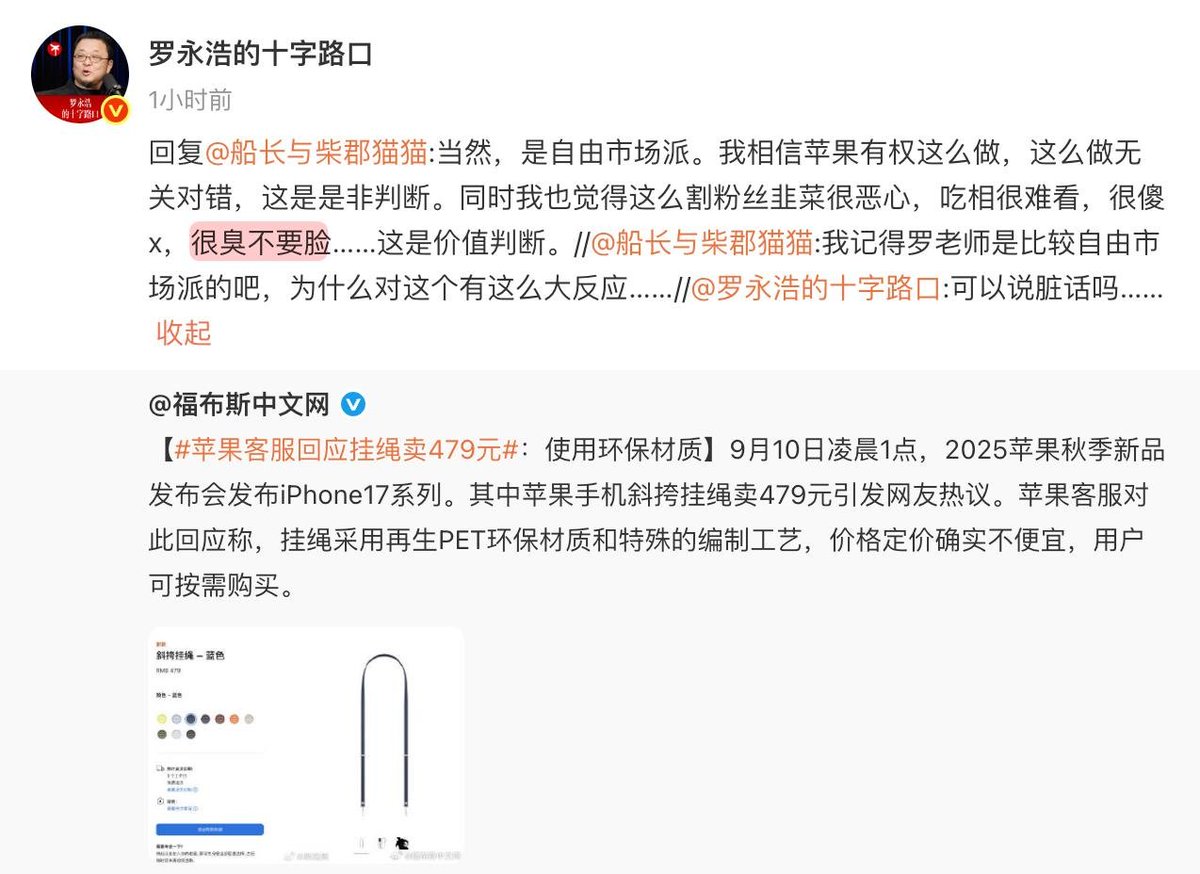 罗永浩的十字路口
1小时前
罗永浩
的十字路口
回复@船长与柴郡猫猫:当然，是自由市场派。我相信苹果有权这么做，这么做无
关对错，这是是非判断。同时我也觉得这么割粉丝韭菜很恶心，吃相很难看，很傻
x，很臭不要脸……这是价值判断。//@船长与柴郡猫猫:我记得罗老师是比较自由市
场派的吧，为什么对这个有这么大反应……//@罗永浩的十字路口:可以说脏话吗……
收起
@福布斯中文网
【#苹果客服回应挂绳卖479元#：使用环保材质】9月10日凌晨1点，2025苹果秋季新品
发布会发布iPhone17系列。其中苹果手机斜挎挂绳卖479元引发网友热议。苹果客服对
此回应称，挂绳采用再生PET环保材质和特殊的编制工艺，价格定价确实不便宜，用户
可按需购买。
斜挎挂绳 – 蓝色
RMB 479
颜色 – 蓝色